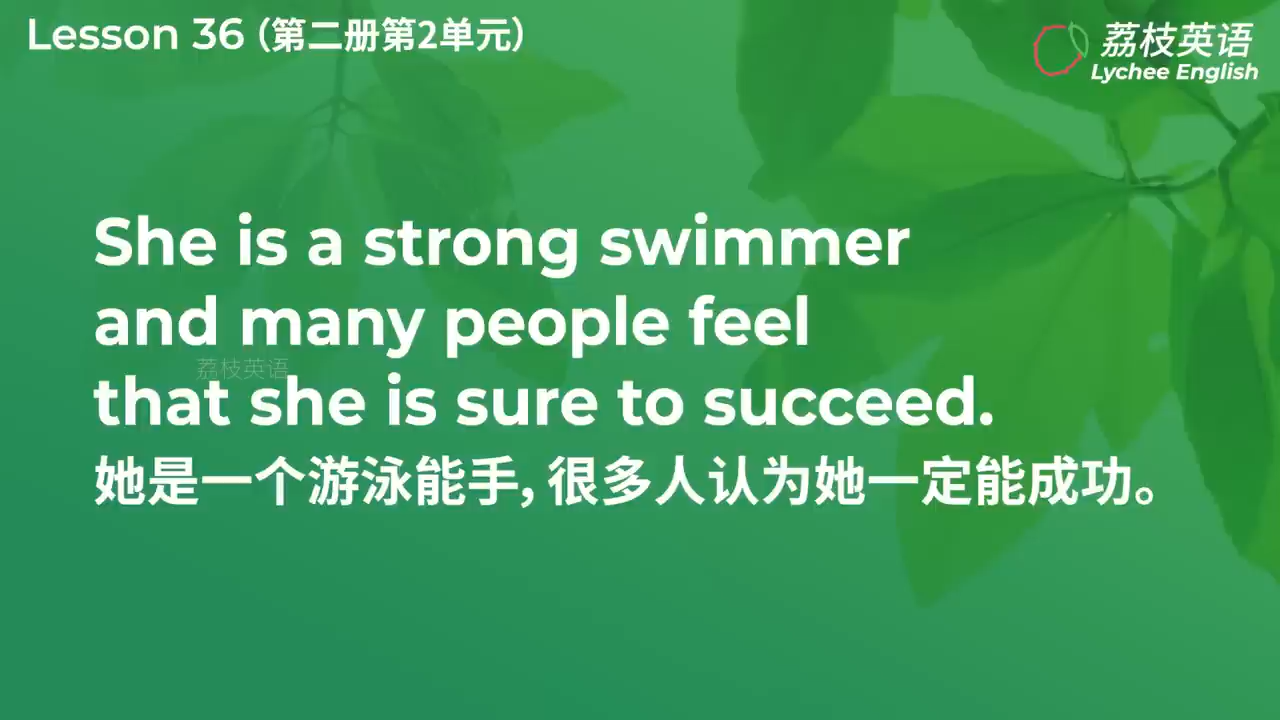 Lesson 36 (第二册第2单元)
荔枝英语
Lychee English
She is a strong swimmer
and many people feel
荔枝英语
that she is sure to succeed.
她是一个游泳能手, 很多人认为她一定能成功。